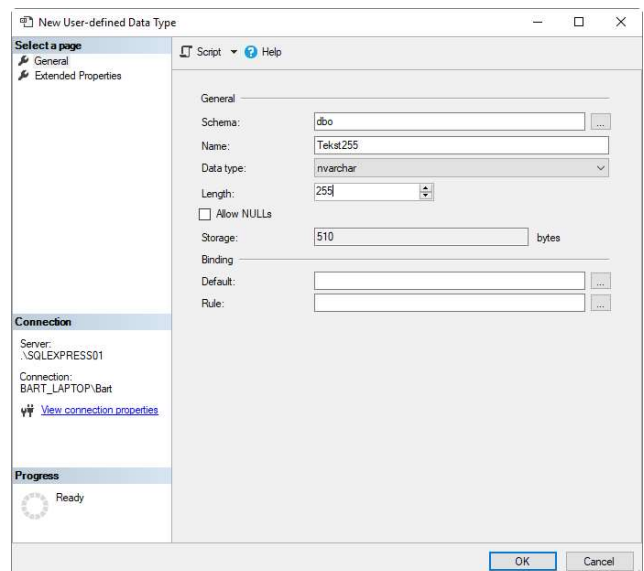 New User-defined Data Type
Select a page
General
Extended Properties
Script
Help
General
Schema: dbo ...
Name: Tekst255
Data type: nvarchar
Length: 255
Allow NULLs
Storage: 510 bytes
Binding
Default: ...
Rule: ...
Connection
Server:
.\SQLEXPRESS01
Connection:
BART_LAPTOP\Bart
View connection properties
Progress
Ready
OK Cancel